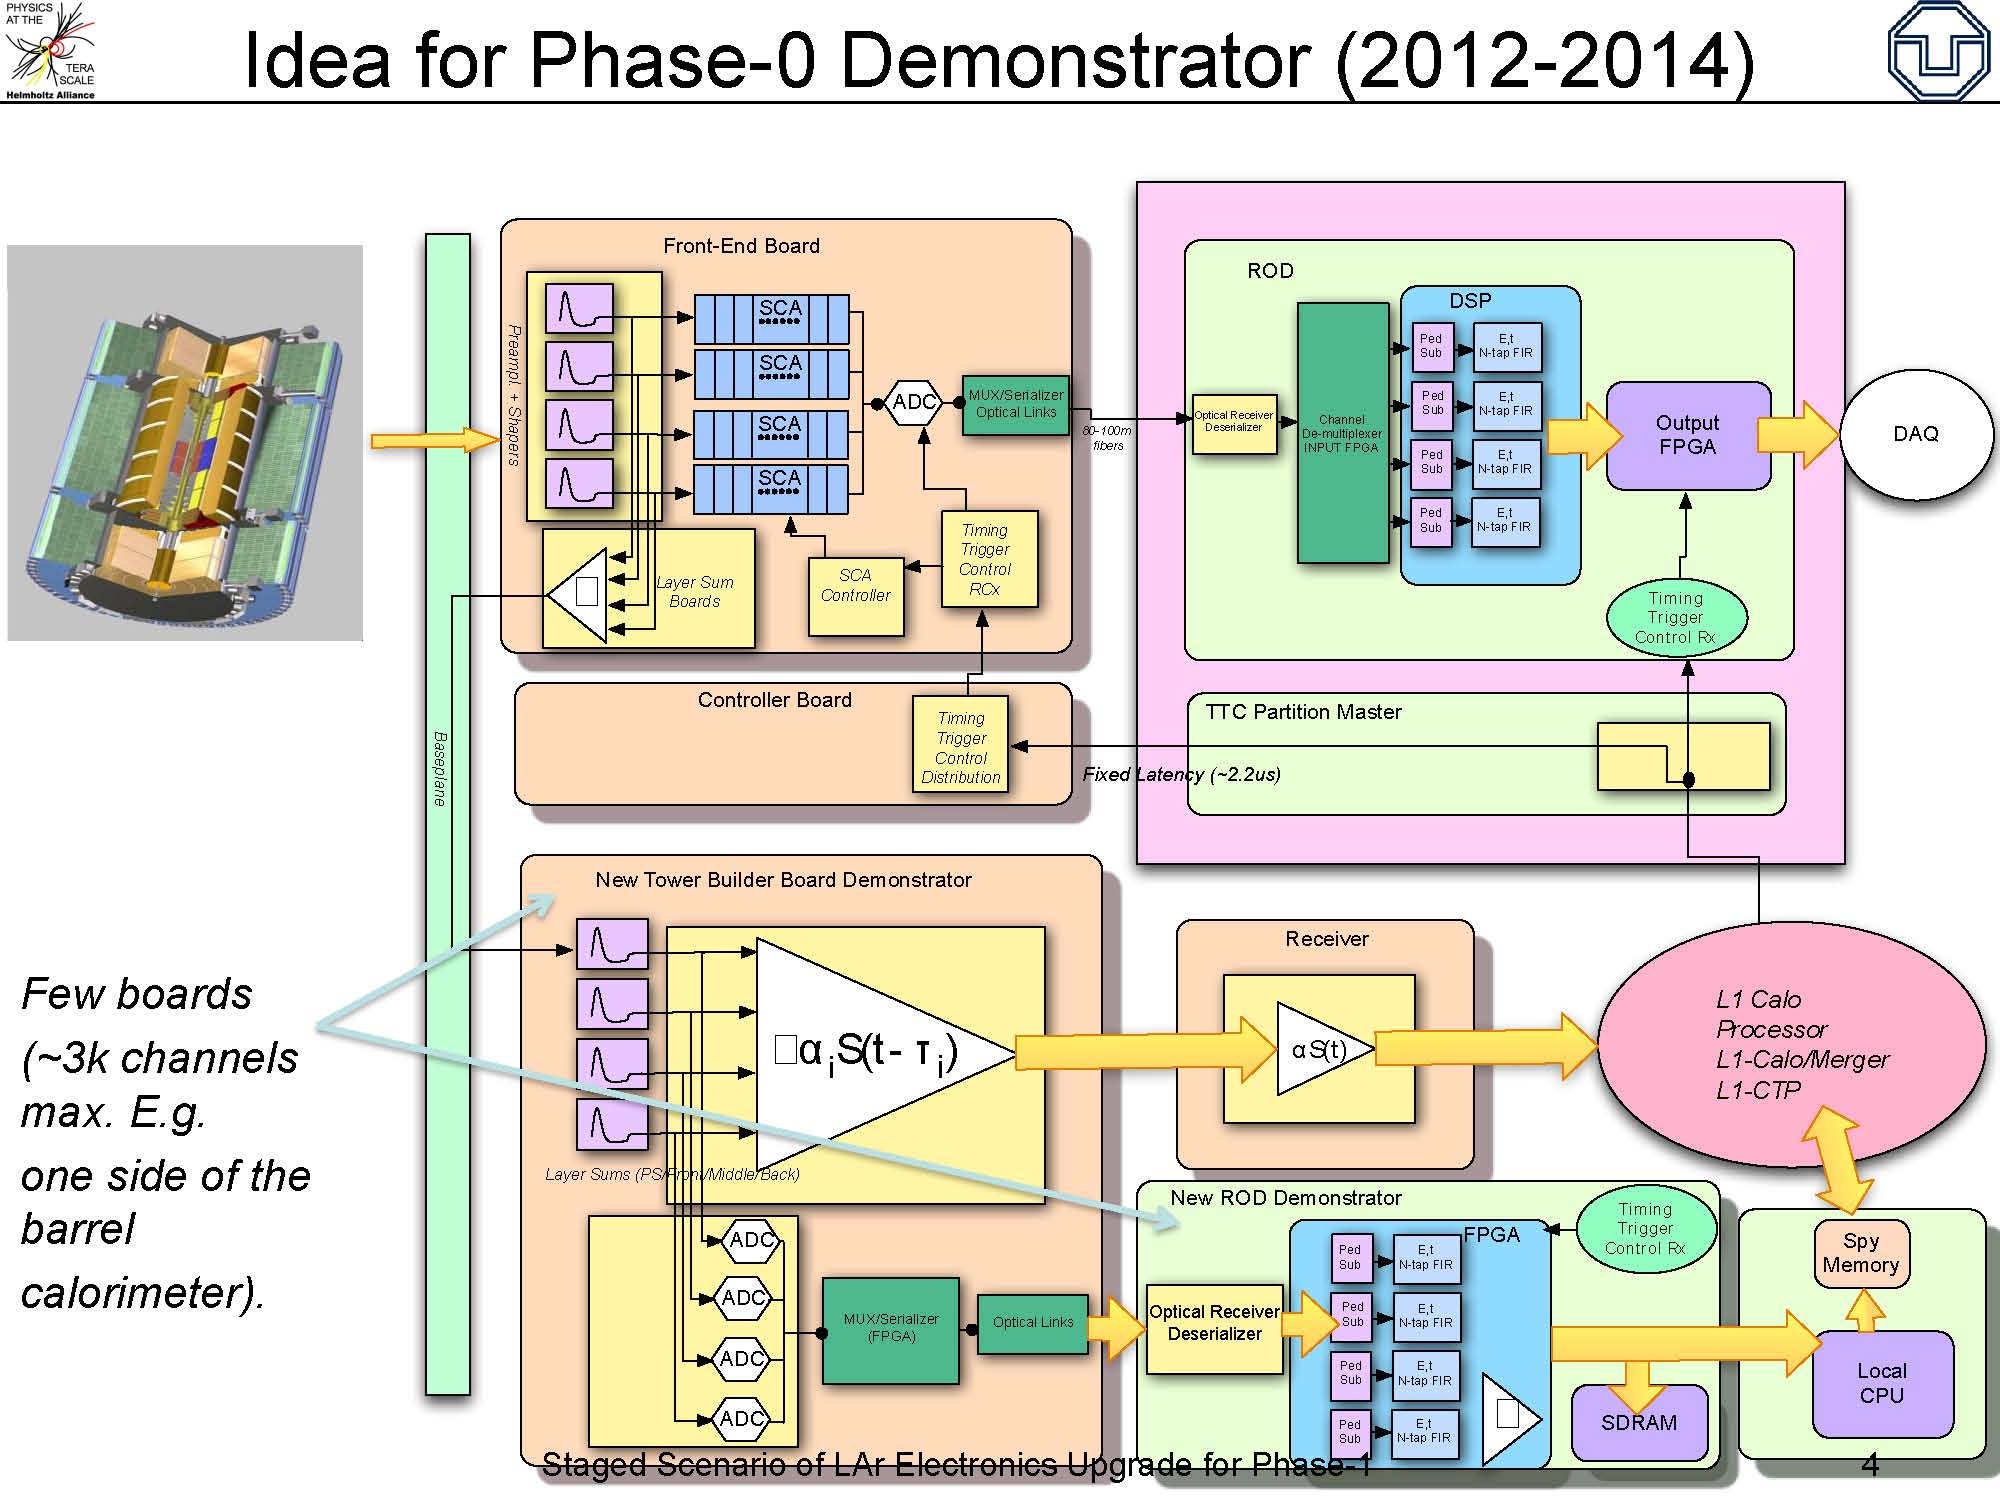 PHYSICS
AT THE
TERA
SCALE
Helmholtz Alliance
Idea for Phase-0 Demonstrator (2012-2014)
Front-End Board
Preampl. + Shapers
SCA
SCA
SCA
SCA
ADC
MUX/Serializer
Optical Links
80-100m
fibers
Layer Sum
Boards
SCA
Controller
Timing
Trigger
Control
RCx
Baseplane
Controller Board
Timing
Trigger
Control
Distribution
Fixed Latency (~2.2us)
ROD
Optical Receiver
Deserializer
Channel
De-multiplexer
INPUT FPGA
DSP
Ped
Sub
E,t
N-tap FIR
Ped
Sub
E,t
N-tap FIR
Ped
Sub
E,t
N-tap FIR
Ped
Sub
E,t
N-tap FIR
Output
FPGA
DAQ
Timing
Trigger
Control Rx
TTC Partition Master
New Tower Builder Board Demonstrator
□αiS(t- τi)
Layer Sums (PS/Front/Middle/Back)
ADC
ADC
ADC
ADC
MUX/Serializer
(FPGA)
Optical Links
Receiver
αS(t)
L1 Calo
Processor
L1-Calo/Merger
L1-CTP
New ROD Demonstrator
Optical Receiver
Deserializer
FPGA
Ped
Sub
E,t
N-tap FIR
Ped
Sub
E,t
N-tap FIR
Ped
Sub
E,t
N-tap FIR
Ped
Sub
E,t
N-tap FIR
Timing
Trigger
Control Rx
SDRAM
Spy
Memory
Local
CPU
Few boards
(~3k channels
max. E.g.
one side of the
barrel
calorimeter).
Staged Scenario of LAr Electronics Upgrade for Phase-1
4